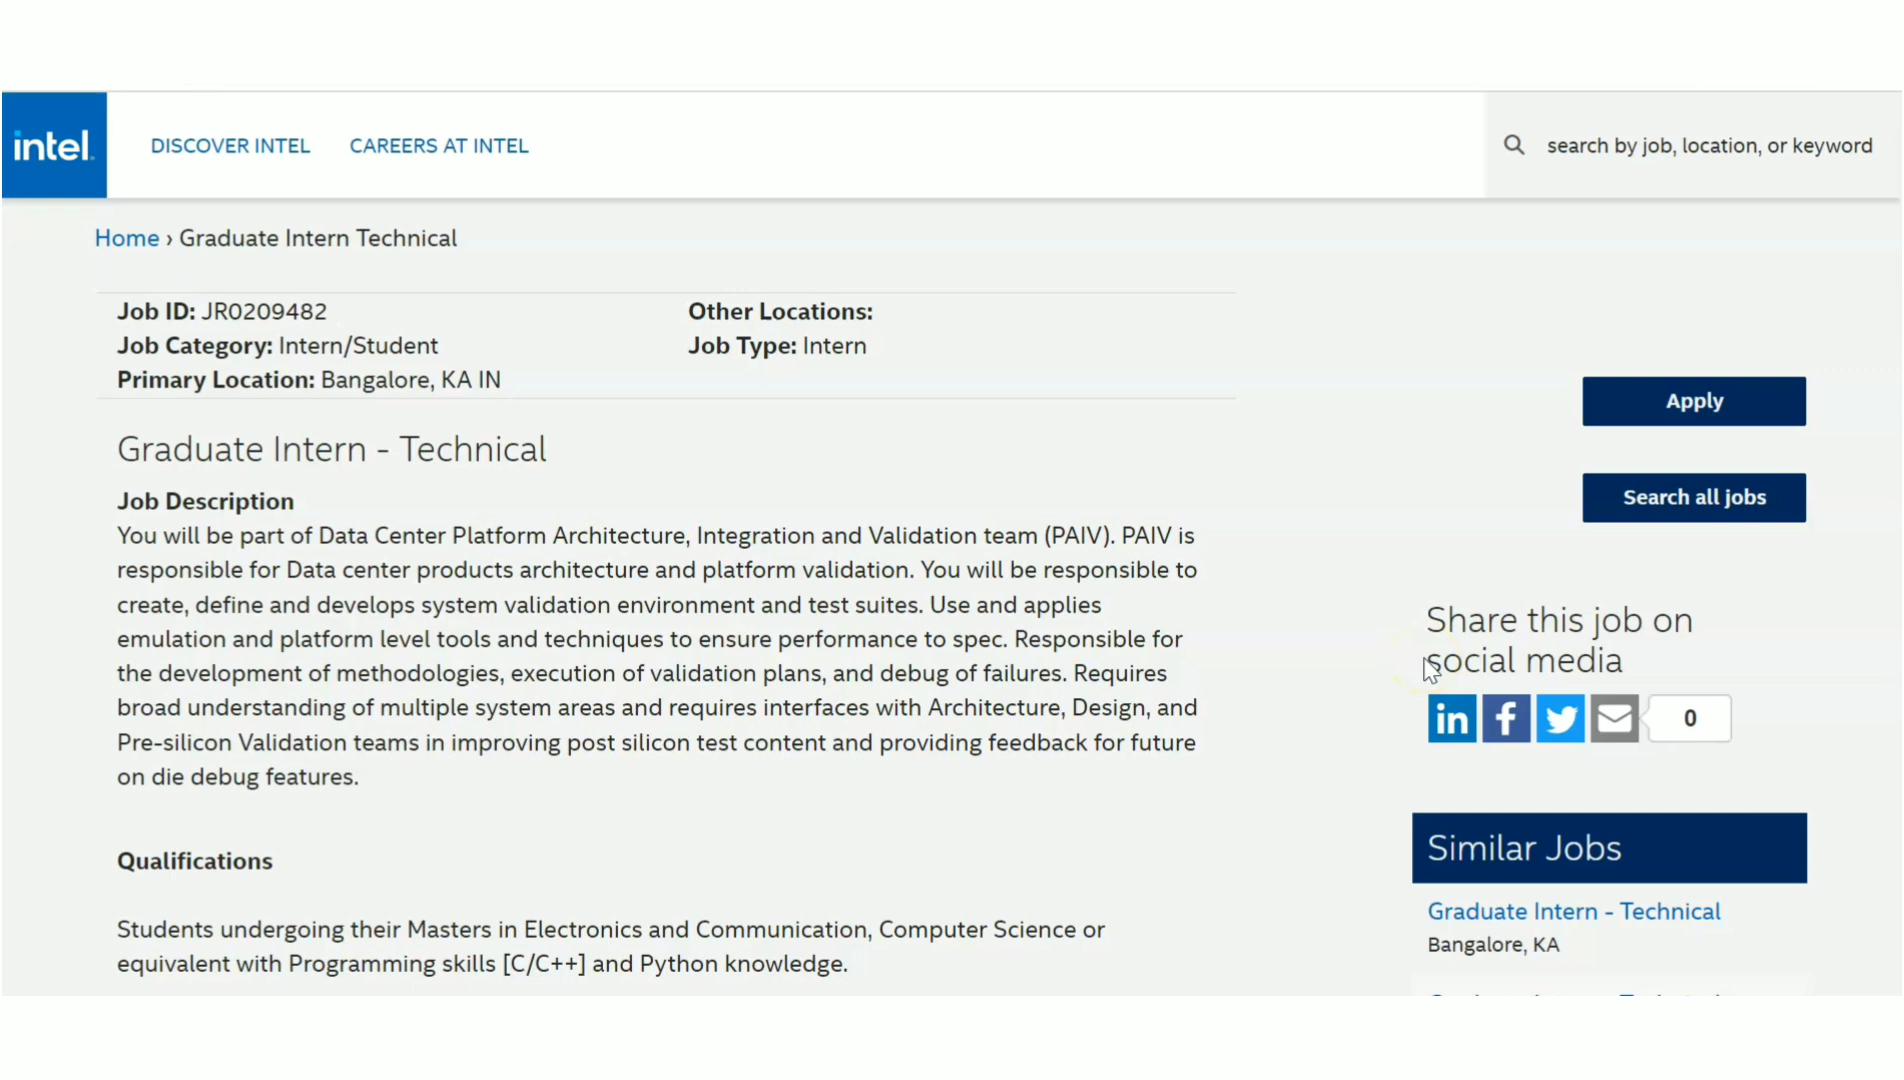 intel.
DISCOVER INTEL
CAREERS AT INTEL
search by job, location, or keyword
Home › Graduate Intern Technical
Job ID: JR0209482
Job Category: Intern/Student
Primary Location: Bangalore, KA IN
Other Locations:
Job Type: Intern
Apply
Search all jobs
Graduate Intern - Technical
Job Description
You will be part of Data Center Platform Architecture, Integration and Validation team (PAIV). PAIV is
responsible for Data center products architecture and platform validation. You will be responsible to
create, define and develops system validation environment and test suites. Use and applies
emulation and platform level tools and techniques to ensure performance to spec. Responsible for
the development of methodologies, execution of validation plans, and debug of failures. Requires
broad understanding of multiple system areas and requires interfaces with Architecture, Design, and
Pre-silicon Validation teams in improving post silicon test content and providing feedback for future
on die debug features.
Qualifications
Students undergoing their Masters in Electronics and Communication, Computer Science or
equivalent with Programming skills [C/C++] and Python knowledge.
Share this job on
social media
in
f
0
Similar Jobs
Graduate Intern - Technical
Bangalore, KA